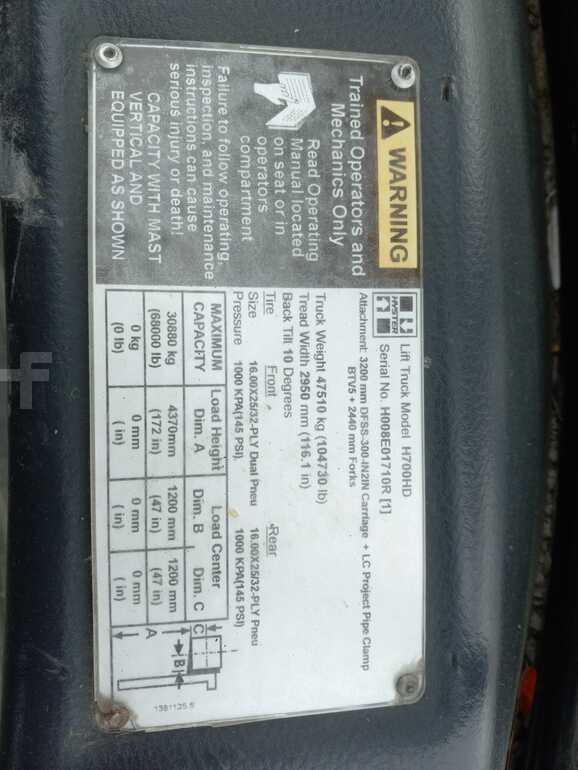 WARNING
Trained Operators and
Mechanics Only
Read Operating
Manual located
on seat or in
operators
compartment
Failure to follow operating,
inspection, and maintenance
instructions can cause
serious injury or death!
CAPACITY WITH MAST
VERTICAL AND
EQUIPPED AS SHOWN
HYSTER
Lift Truck Model H700HD
Serial No. H008E01710R [1]
Attachment: 3200 mm DFSS-300-IN2IN Carriage + LC Project Pipe Clamp
BTV5 + 2440 mm Forks
Truck Weight 47510 kg (104730 lb)
Tread Width 2950 mm (116.1 in)
Back Tilt 10 Degrees
Tire Front Rear
Size 16.00X25/32-PLY Dual Pneu 16.00X25/32-PLY Pneu
Pressure 1000 KPA(145 PSI) 1000 KPA(145 PSI)
MAXIMUM Load Height Load Center
CAPACITY Dim. A Dim. B Dim. C
30880 kg 4370mm 1200 mm 1200 mm
(68000 lb) (172 in) (47 in) (47 in)
0 kg 0 mm 0 mm 0 mm
(0 lb) ( in) ( in) ( in)
C
B
A
1381125.5